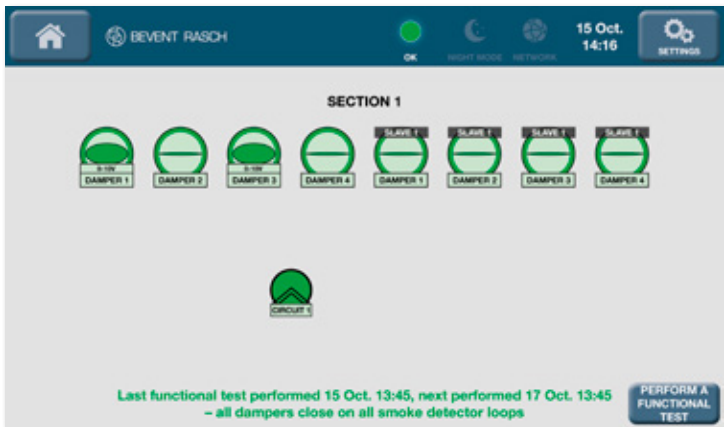 BEVENT RASCH
OK
NIGHT MODE
NETWORK
15 Oct.
14:16
SETTINGS
SECTION 1
SLAVE 1
SLAVE 1
SLAVE 1
SLAVE 1
0-10V
0-10V
DAMPER 1
DAMPER 2
DAMPER 3
DAMPER 4
DAMPER 1
DAMPER 2
DAMPER 3
DAMPER 4
CIRCUIT 1
Last functional test performed 15 Oct. 13:45, next performed 17 Oct. 13:45
– all dampers close on all smoke detector loops
PERFORM A
FUNCTIONAL
TEST